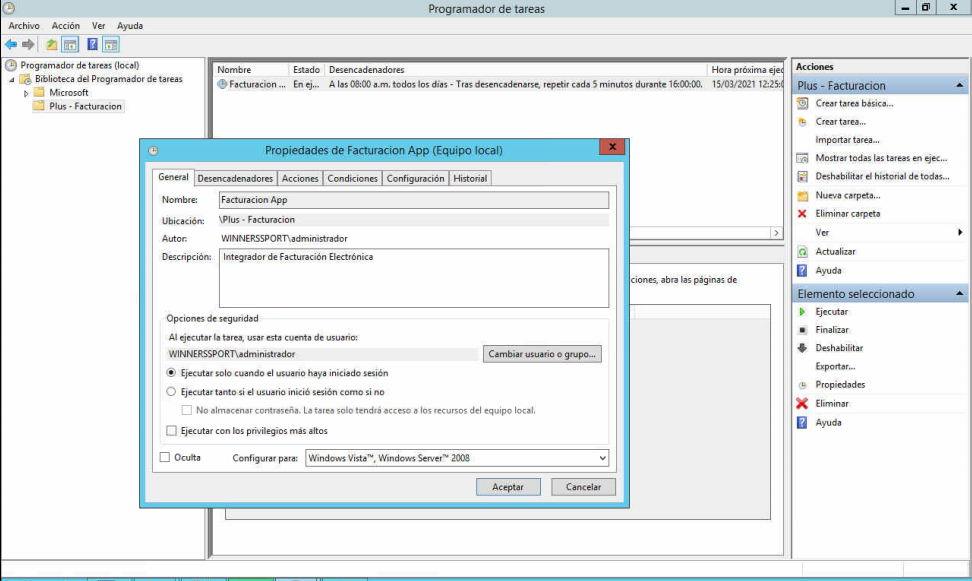 Programador de tareas
Archivo Acción Ver Ayuda
Programador de tareas (local)
Biblioteca del Programador de tareas
Microsoft
Plus - Facturacion
Nombre Estado Desencadenadores Hora próxima ejec
Facturacion ... En ej... A las 08:00 a.m. todos los días - Tras desencadenarse, repetir cada 5 minutos durante 16:00:00. 15/03/2021 12:25:0
ciones, abra las páginas de
Propiedades de Facturacion App (Equipo local)
General Desencadenadores Acciones Condiciones Configuración Historial
Nombre: Facturacion App
Ubicación: \Plus - Facturacion
Autor: WINNERSSPORT\administrador
Descripción: Integrador de Facturación Electrónica
Opciones de seguridad
Al ejecutar la tarea, usar esta cuenta de usuario:
WINNERSSPORT\administrador Cambiar usuario o grupo...
Ejecutar solo cuando el usuario haya iniciado sesión
Ejecutar tanto si el usuario inició sesión como si no
No almacenar contraseña. La tarea solo tendrá acceso a los recursos del equipo local.
Ejecutar con los privilegios más altos
Oculta Configurar para: Windows Vista™, Windows Server™ 2008
Aceptar Cancelar
Acciones
Plus - Facturacion
Crear tarea básica...
Crear tarea...
Importar tarea...
Mostrar todas las tareas en ejec...
Deshabilitar el historial de todas...
Nueva carpeta...
Eliminar carpeta
Ver
Actualizar
Ayuda
Elemento seleccionado
Ejecutar
Finalizar
Deshabilitar
Exportar...
Propiedades
Eliminar
Ayuda